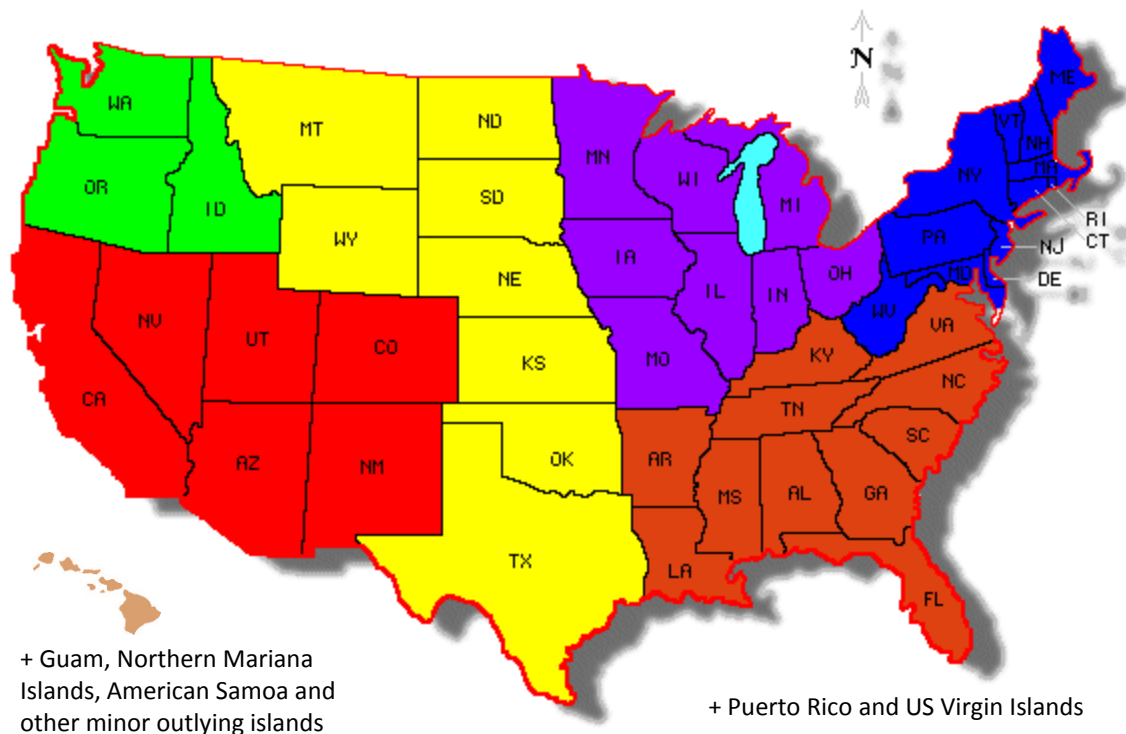 N
ME
WA
VT
ND
MT
NH
MN
MA
WI
NY
OR
SD
MI
ID
RI
WY
PA
CT
NJ
IA
OH
MD
DE
NE
IL
IN
NV
WV
VA
UT
CO
KS
MO
KY
NC
CA
TN
SC
OK
AR
AZ
NM
MS
AL
GA
TX
LA
FL
+ Guam, Northern Mariana
Islands, American Samoa and
other minor outlying islands
+ Puerto Rico and US Virgin Islands